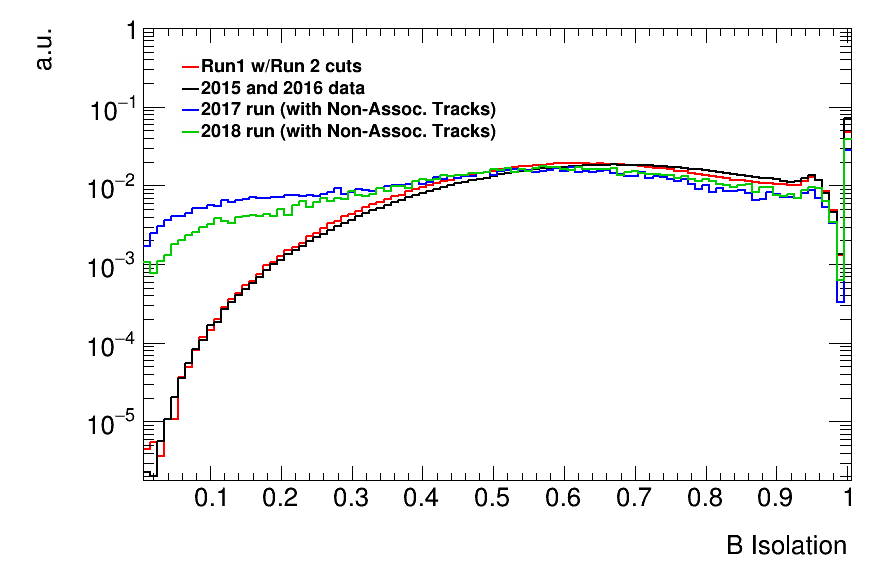 a.u.
1
10−1
10−2
10−3
10−4
10−5
Run1 w/Run 2 cuts
2015 and 2016 data
2017 run (with Non-Assoc. Tracks)
2018 run (with Non-Assoc. Tracks)
0.1 0.2 0.3 0.4 0.5 0.6 0.7 0.8 0.9 1
B Isolation